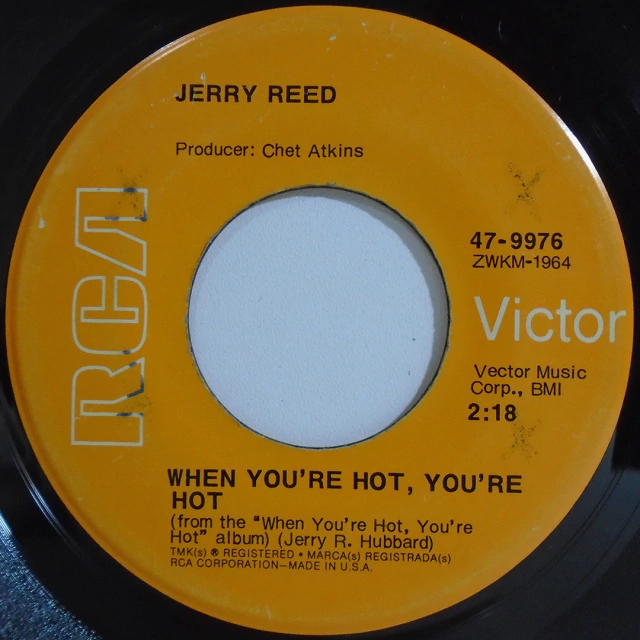 JERRY REED
Producer: Chet Atkins
RCA
47-9976
ZWKM-1964
Victor
Vector Music
Corp., BMI
2:18
WHEN YOU'RE HOT, YOU'RE
HOT
(from the "When You're Hot, You're
Hot" album) (Jerry R. Hubbard)
TMK(s) ® REGISTERED • MARCA(s) REGISTRADA(s)
RCA CORPORATION—MADE IN U.S.A.